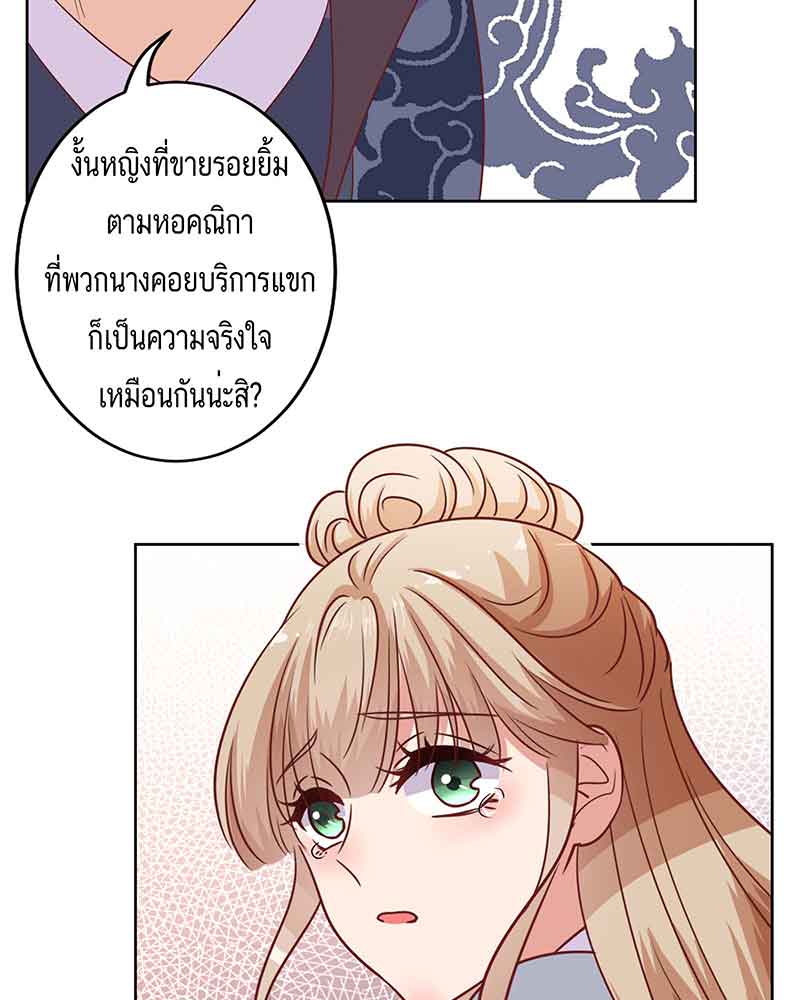 งั้นหญิงที่ขายรอยยิ้ม
ตามหอคณิกา
ที่พวกนางคอยบริการแขก
ก็เป็นความจริงใจ
เหมือนกันน่ะสิ?